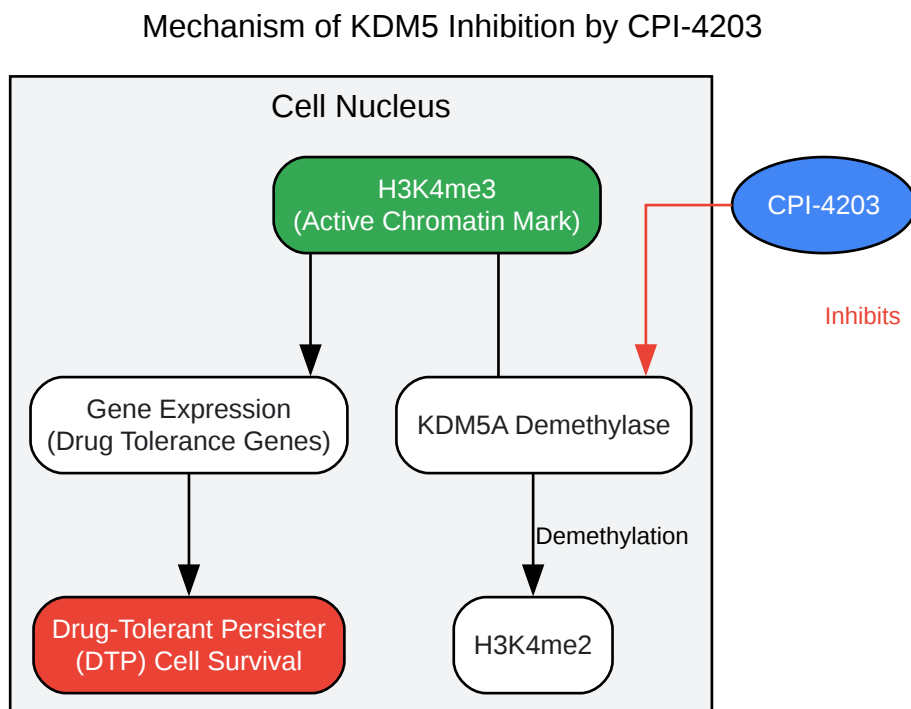 Mechanism of KDM5 Inhibition by CPI-4203
Cell Nucleus
H3K4me3
(Active Chromatin Mark)
CPI-4203
Inhibits
Gene Expression
(Drug Tolerance Genes)
KDM5A Demethylase
Demethylation
Drug-Tolerant Persister
(DTP) Cell Survival
H3K4me2